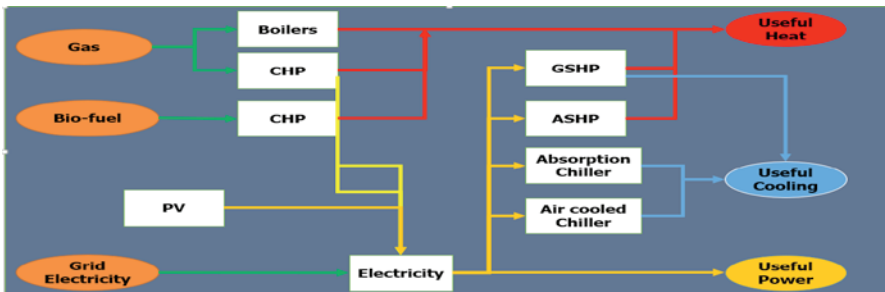 Gas
Boilers
CHP
Bio-fuel
CHP
PV
Grid
Electricity
Electricity
GSHP
ASHP
Absorption
Chiller
Air cooled
Chiller
Useful
Heat
Useful
Cooling
Useful
Power